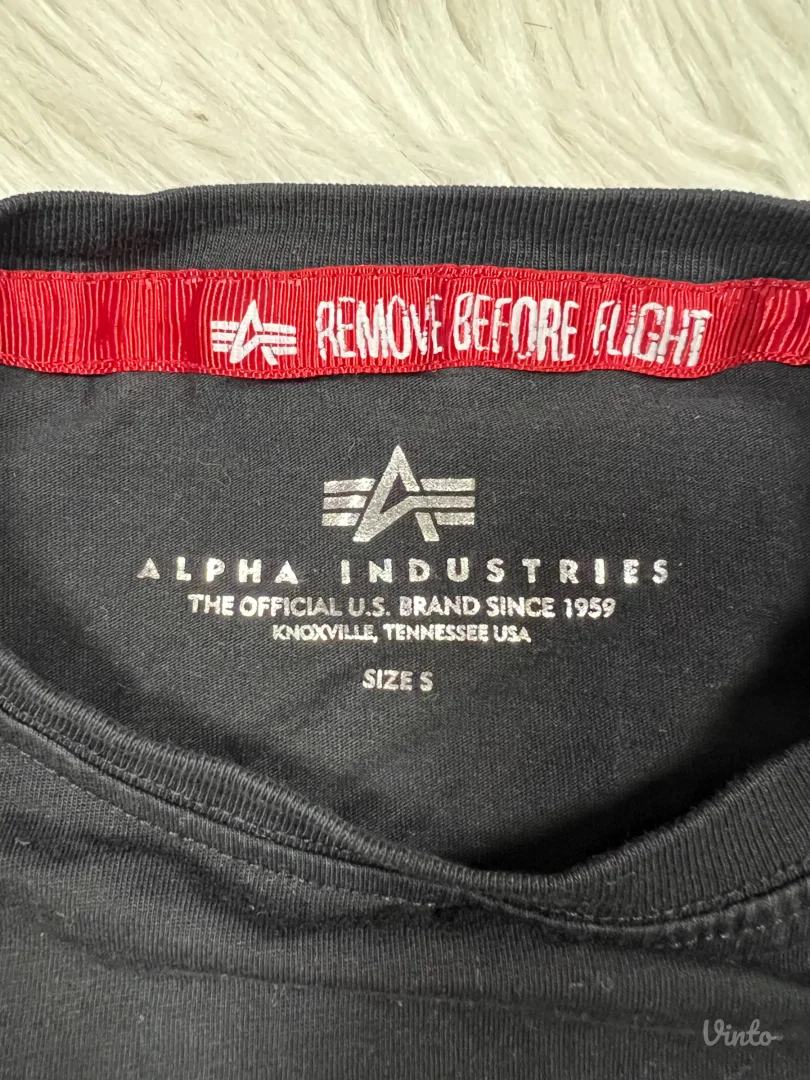 REMOVE BEFORE FLIGHT
ALPHA INDUSTRIES
THE OFFICIAL U.S. BRAND SINCE 1959
KNOXVILLE, TENNESSEE USA
SIZE S
Vinto